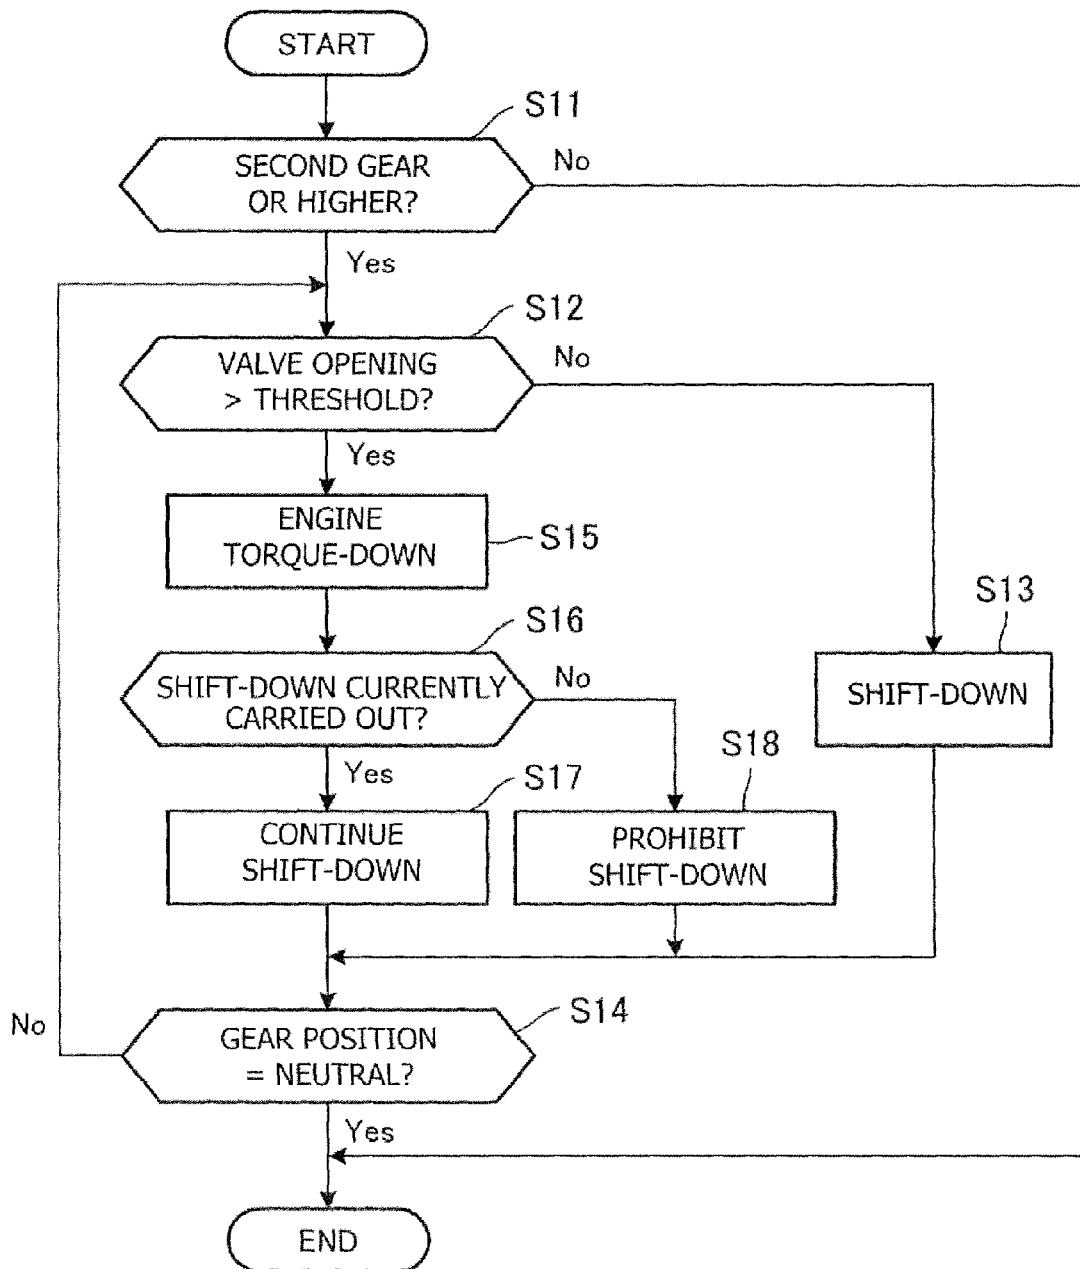 START
S11
SECOND GEAR
OR HIGHER?
No
Yes
S12
VALVE OPENING
> THRESHOLD?
No
Yes
ENGINE
TORQUE-DOWN
S15
S13
SHIFT-DOWN
S16
SHIFT-DOWN CURRENTLY
CARRIED OUT?
No
Yes
S17
CONTINUE
SHIFT-DOWN
S18
PROHIBIT
SHIFT-DOWN
S14
GEAR POSITION
= NEUTRAL?
No
Yes
END